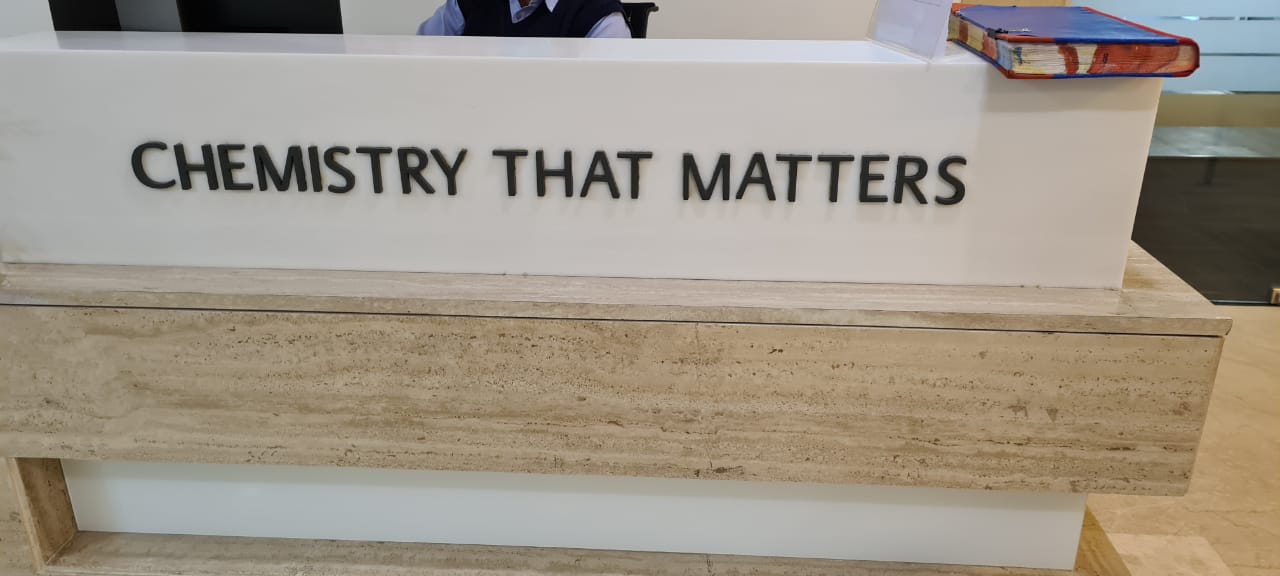 CHEMISTRY THAT MATTERS